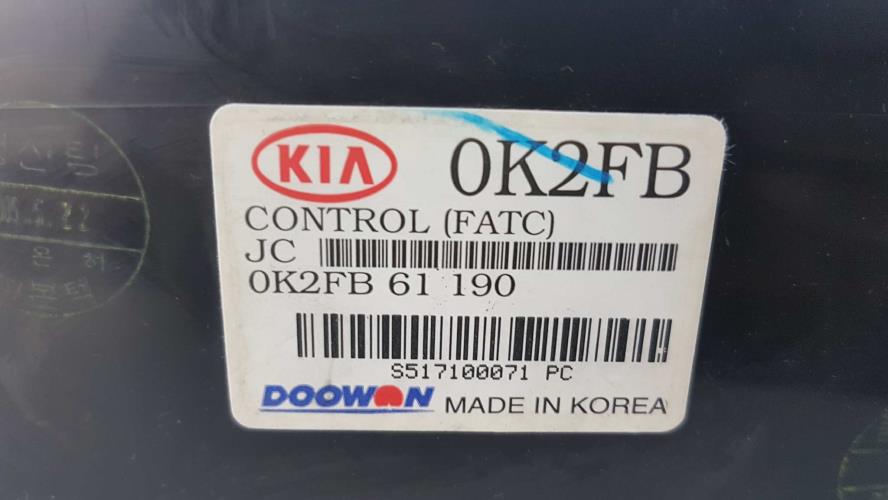 KIA
0K2FB
CONTROL (FATC)
JC
0K2FB 61 190
S517100071 PC
DOOWON MADE IN KOREA